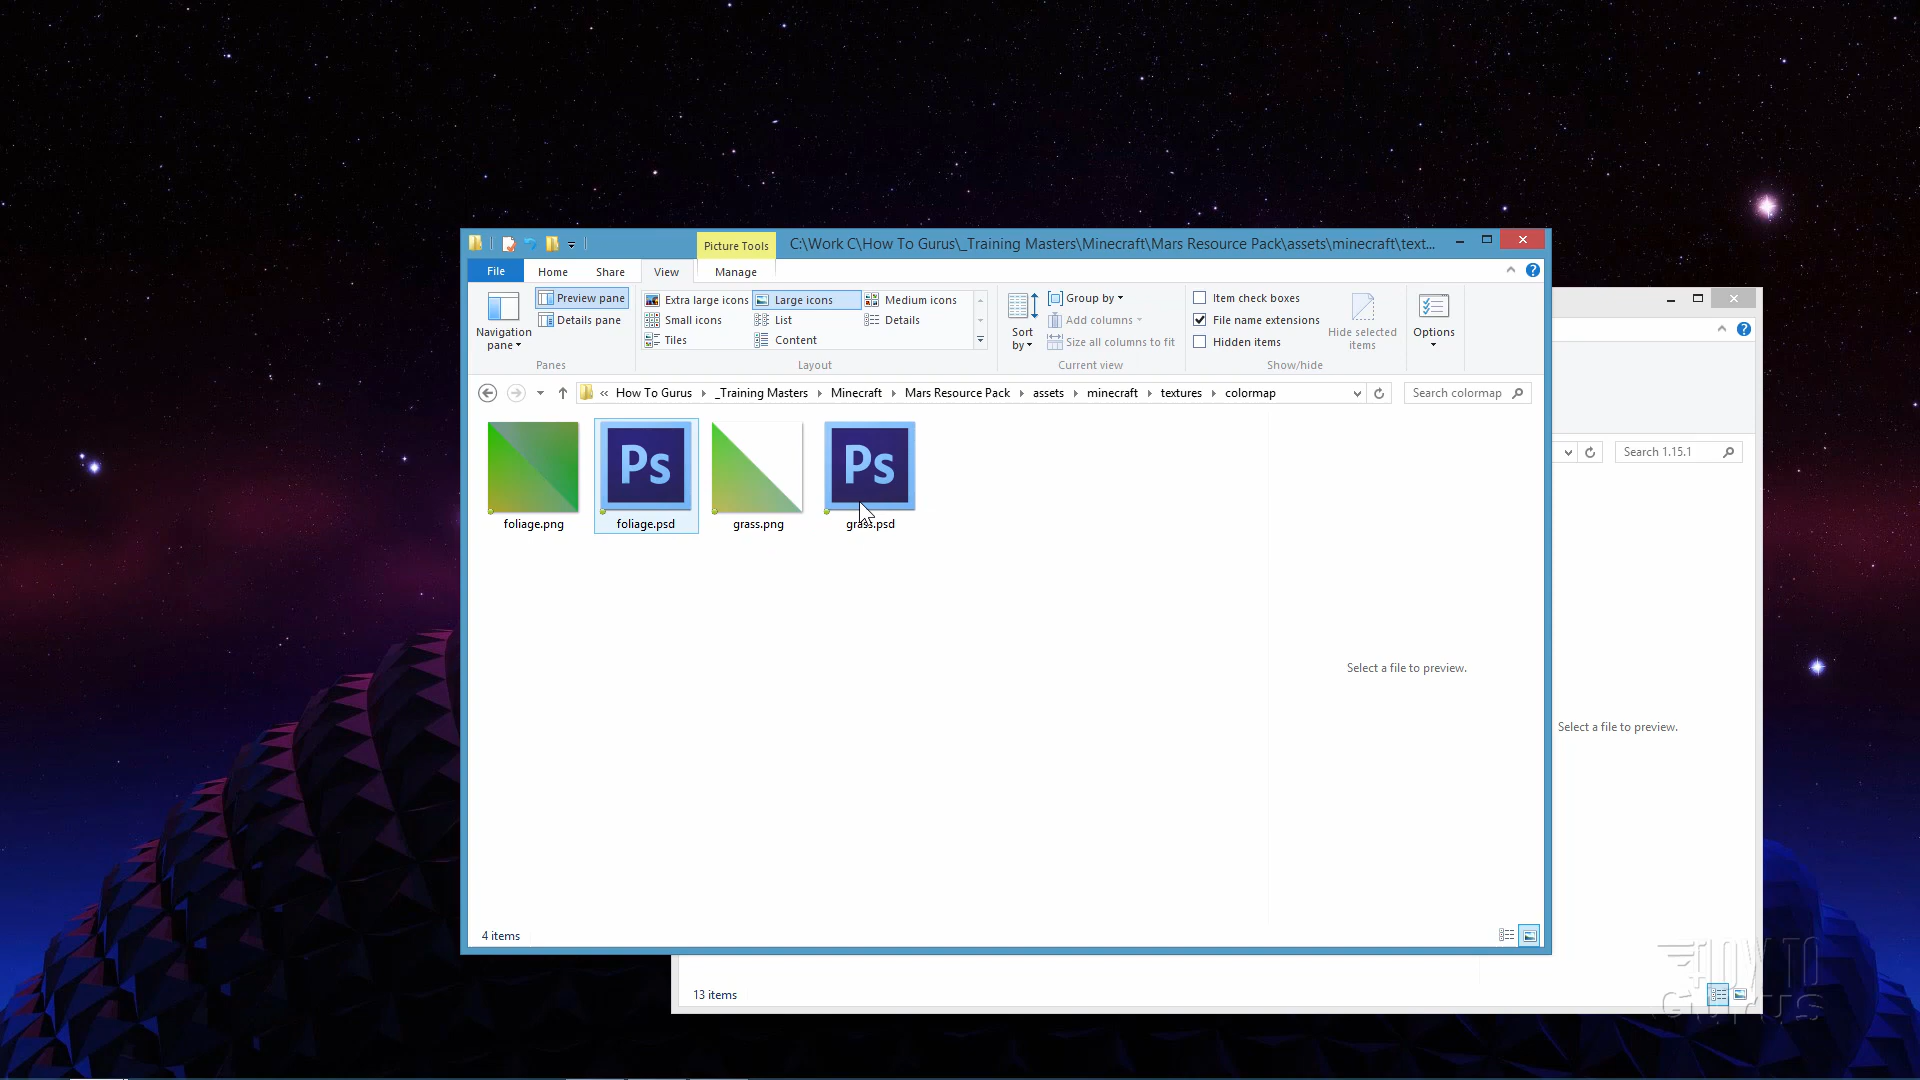 Picture Tools
C:\Work C\How To Gurus\_Training Masters\Minecraft\Mars Resource Pack\assets\minecraft\text...
File
Home
Share
View
Manage
Navigation
pane
Preview pane
Details pane
Panes
Extra large icons
Large icons
Medium icons
Small icons
List
Details
Tiles
Content
Layout
Sort
by
Group by
Add columns
Size all columns to fit
Current view
Item check boxes
File name extensions
Hidden items
Hide selected
items
Show/hide
Options
« How To Gurus _Training Masters Minecraft Mars Resource Pack assets minecraft textures colormap
Search colormap
Search 1.15.1
Ps
Ps
foliage.png
foliage.psd
grass.png
grass.psd
Select a file to preview.
Select a file to preview.
4 items
13 items
HOW TO
GURUS